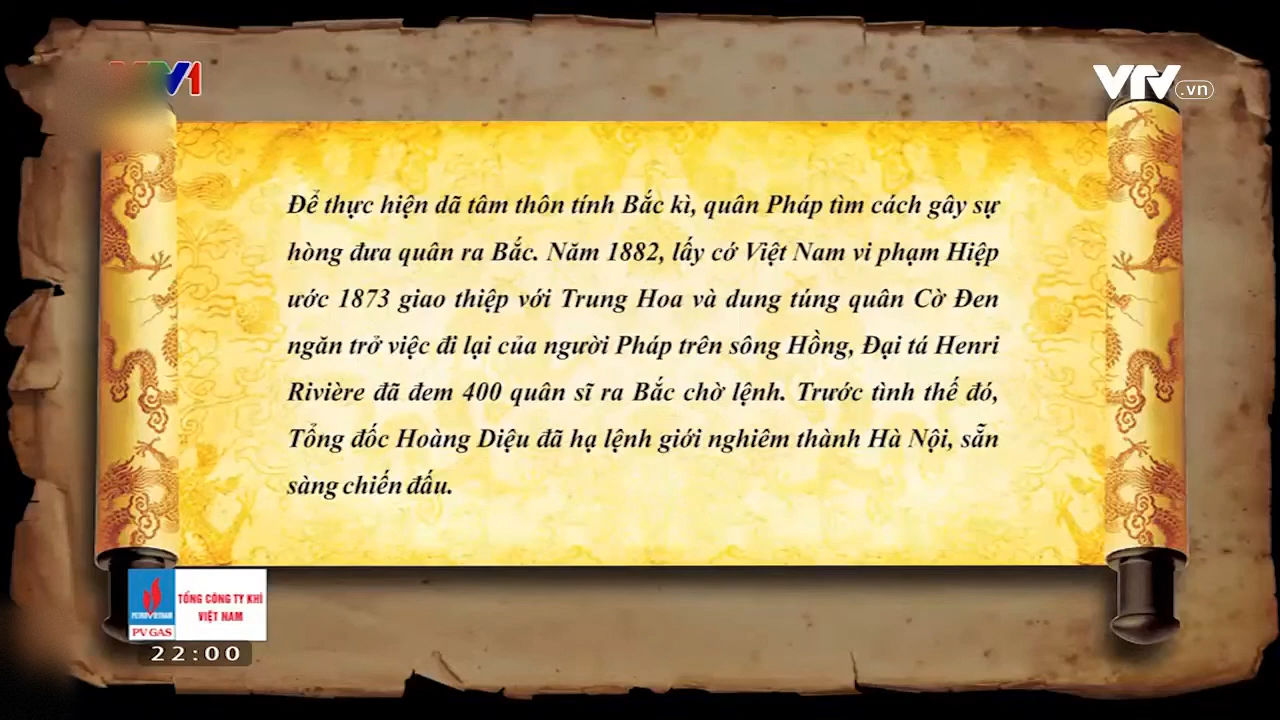 VTV1
VTV.vn
Để thực hiện dã tâm thôn tính Bắc kì, quân Pháp tìm cách gây sự
hòng đưa quân ra Bắc. Năm 1882, lấy cớ Việt Nam vi phạm Hiệp
ước 1873 giao thiệp với Trung Hoa và dung túng quân Cờ Đen
ngăn trở việc đi lại của người Pháp trên sông Hồng, Đại tá Henri
Rivière đã đem 400 quân sĩ ra Bắc chờ lệnh. Trước tình thế đó,
Tổng đốc Hoàng Diệu đã hạ lệnh giới nghiêm thành Hà Nội, sẵn
sàng chiến đấu.
PETROVIETNAM
PV GAS
TỔNG CÔNG TY KHÍ
VIỆT NAM
22:00